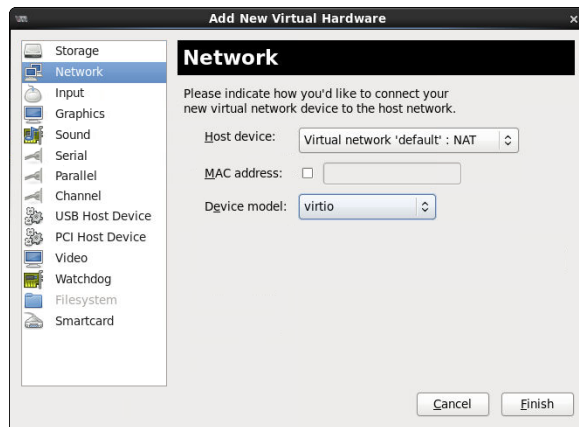 Add New Virtual Hardware
Storage
Network
Input
Graphics
Sound
Serial
Parallel
Channel
USB Host Device
PCI Host Device
Video
Watchdog
Filesystem
Smartcard
Network
Please indicate how you'd like to connect your
new virtual network device to the host network.
Host device: Virtual network 'default' : NAT
MAC address:
Device model: virtio
Cancel Finish